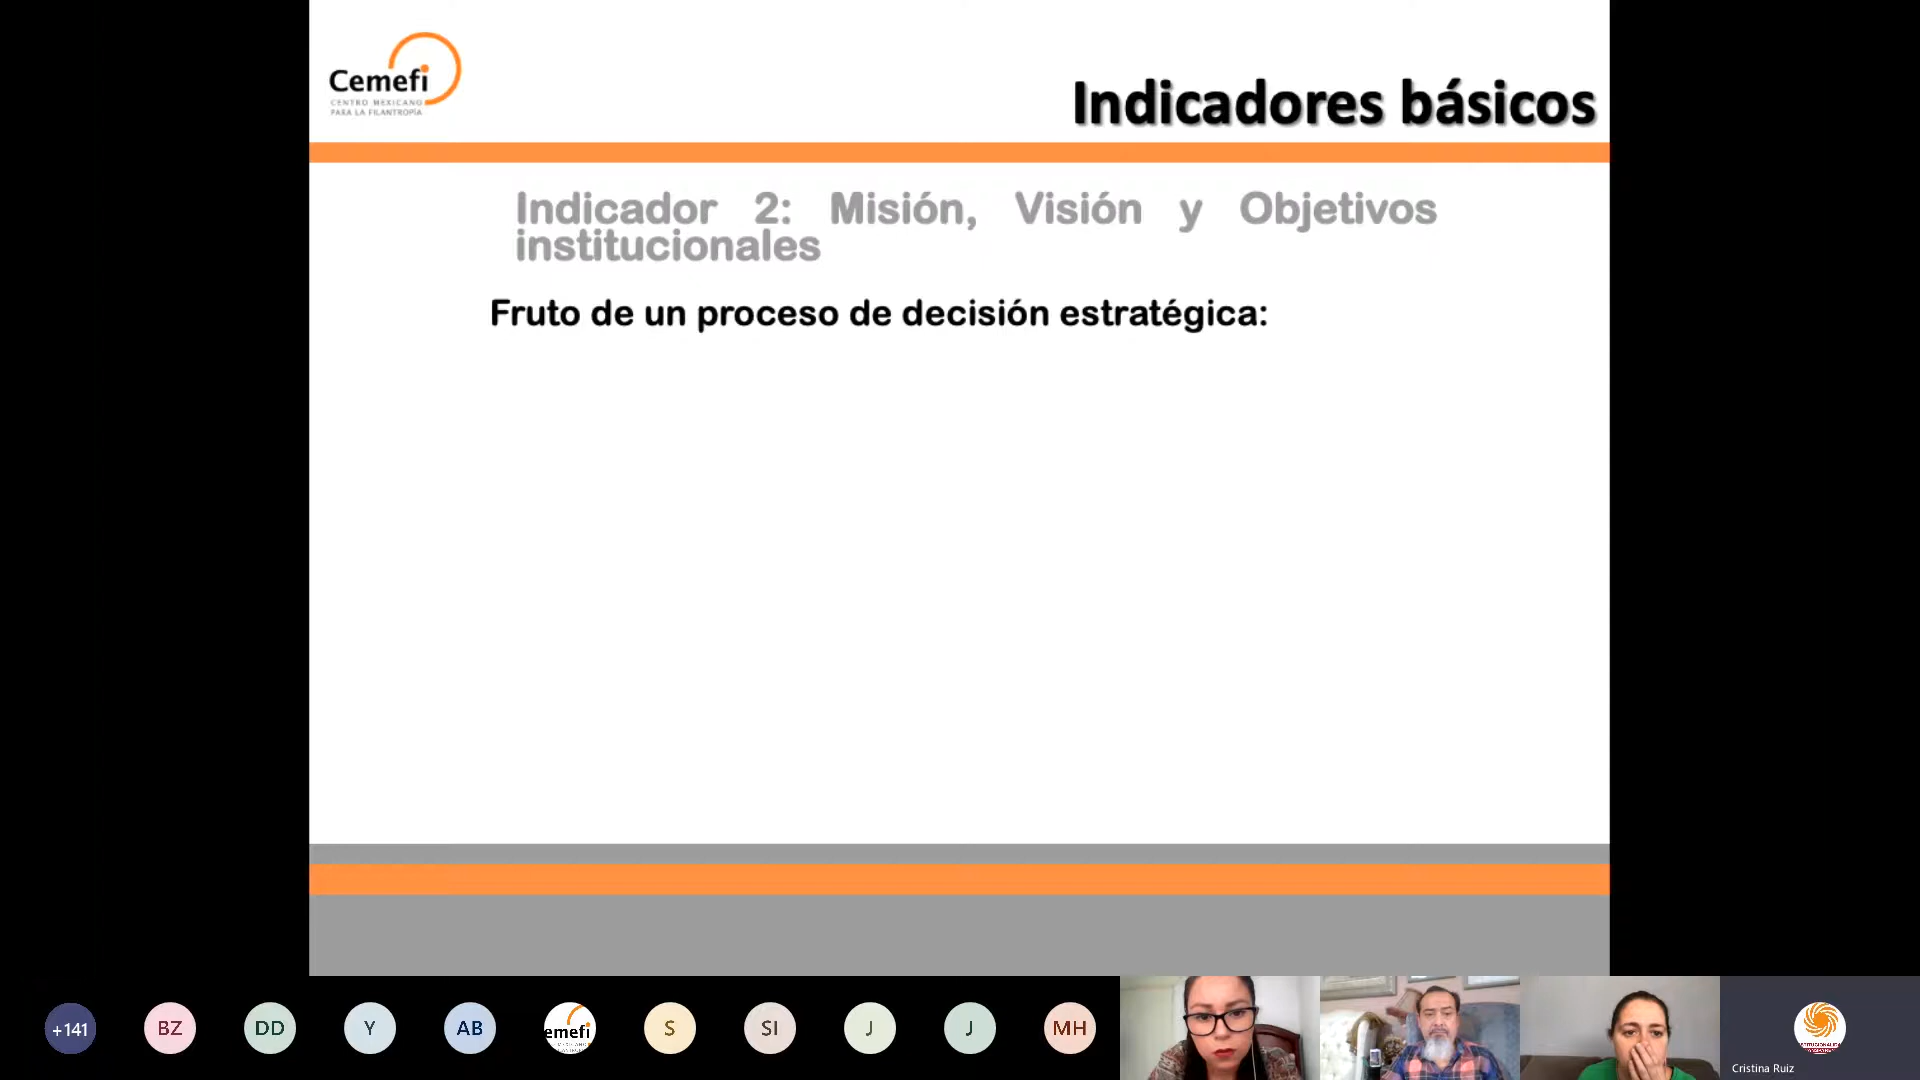 Cemefi
CENTRO MEXICANO
PARA LA FILANTROPÍA
Indicadores básicos
Indicador 2: Misión, Visión y Objetivos
institucionales
Fruto de un proceso de decisión estratégica:
+141
BZ
DD
Y
AB
emefi
S
SI
J
J
MH
Cristina Ruiz